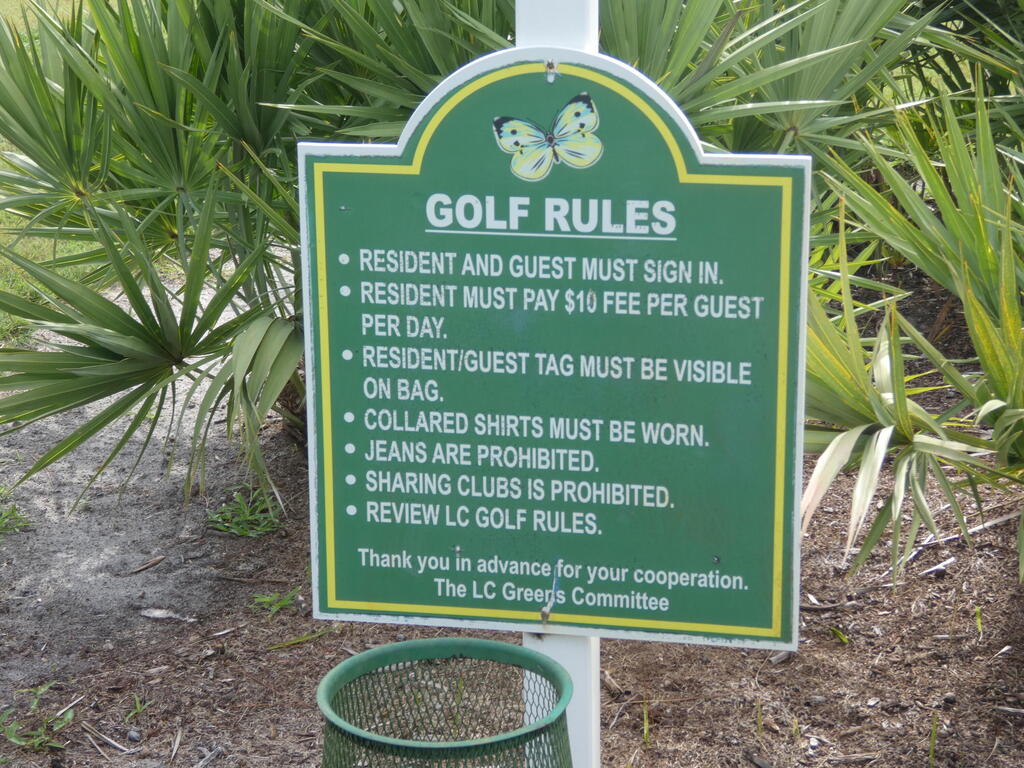 GOLF RULES
• RESIDENT AND GUEST MUST SIGN IN.
• RESIDENT MUST PAY $10 FEE PER GUEST
PER DAY.
• RESIDENT/GUEST TAG MUST BE VISIBLE
ON BAG.
• COLLARED SHIRTS MUST BE WORN.
• JEANS ARE PROHIBITED.
• SHARING CLUBS IS PROHIBITED.
• REVIEW LC GOLF RULES.
Thank you in advance for your cooperation.
The LC Greens Committee